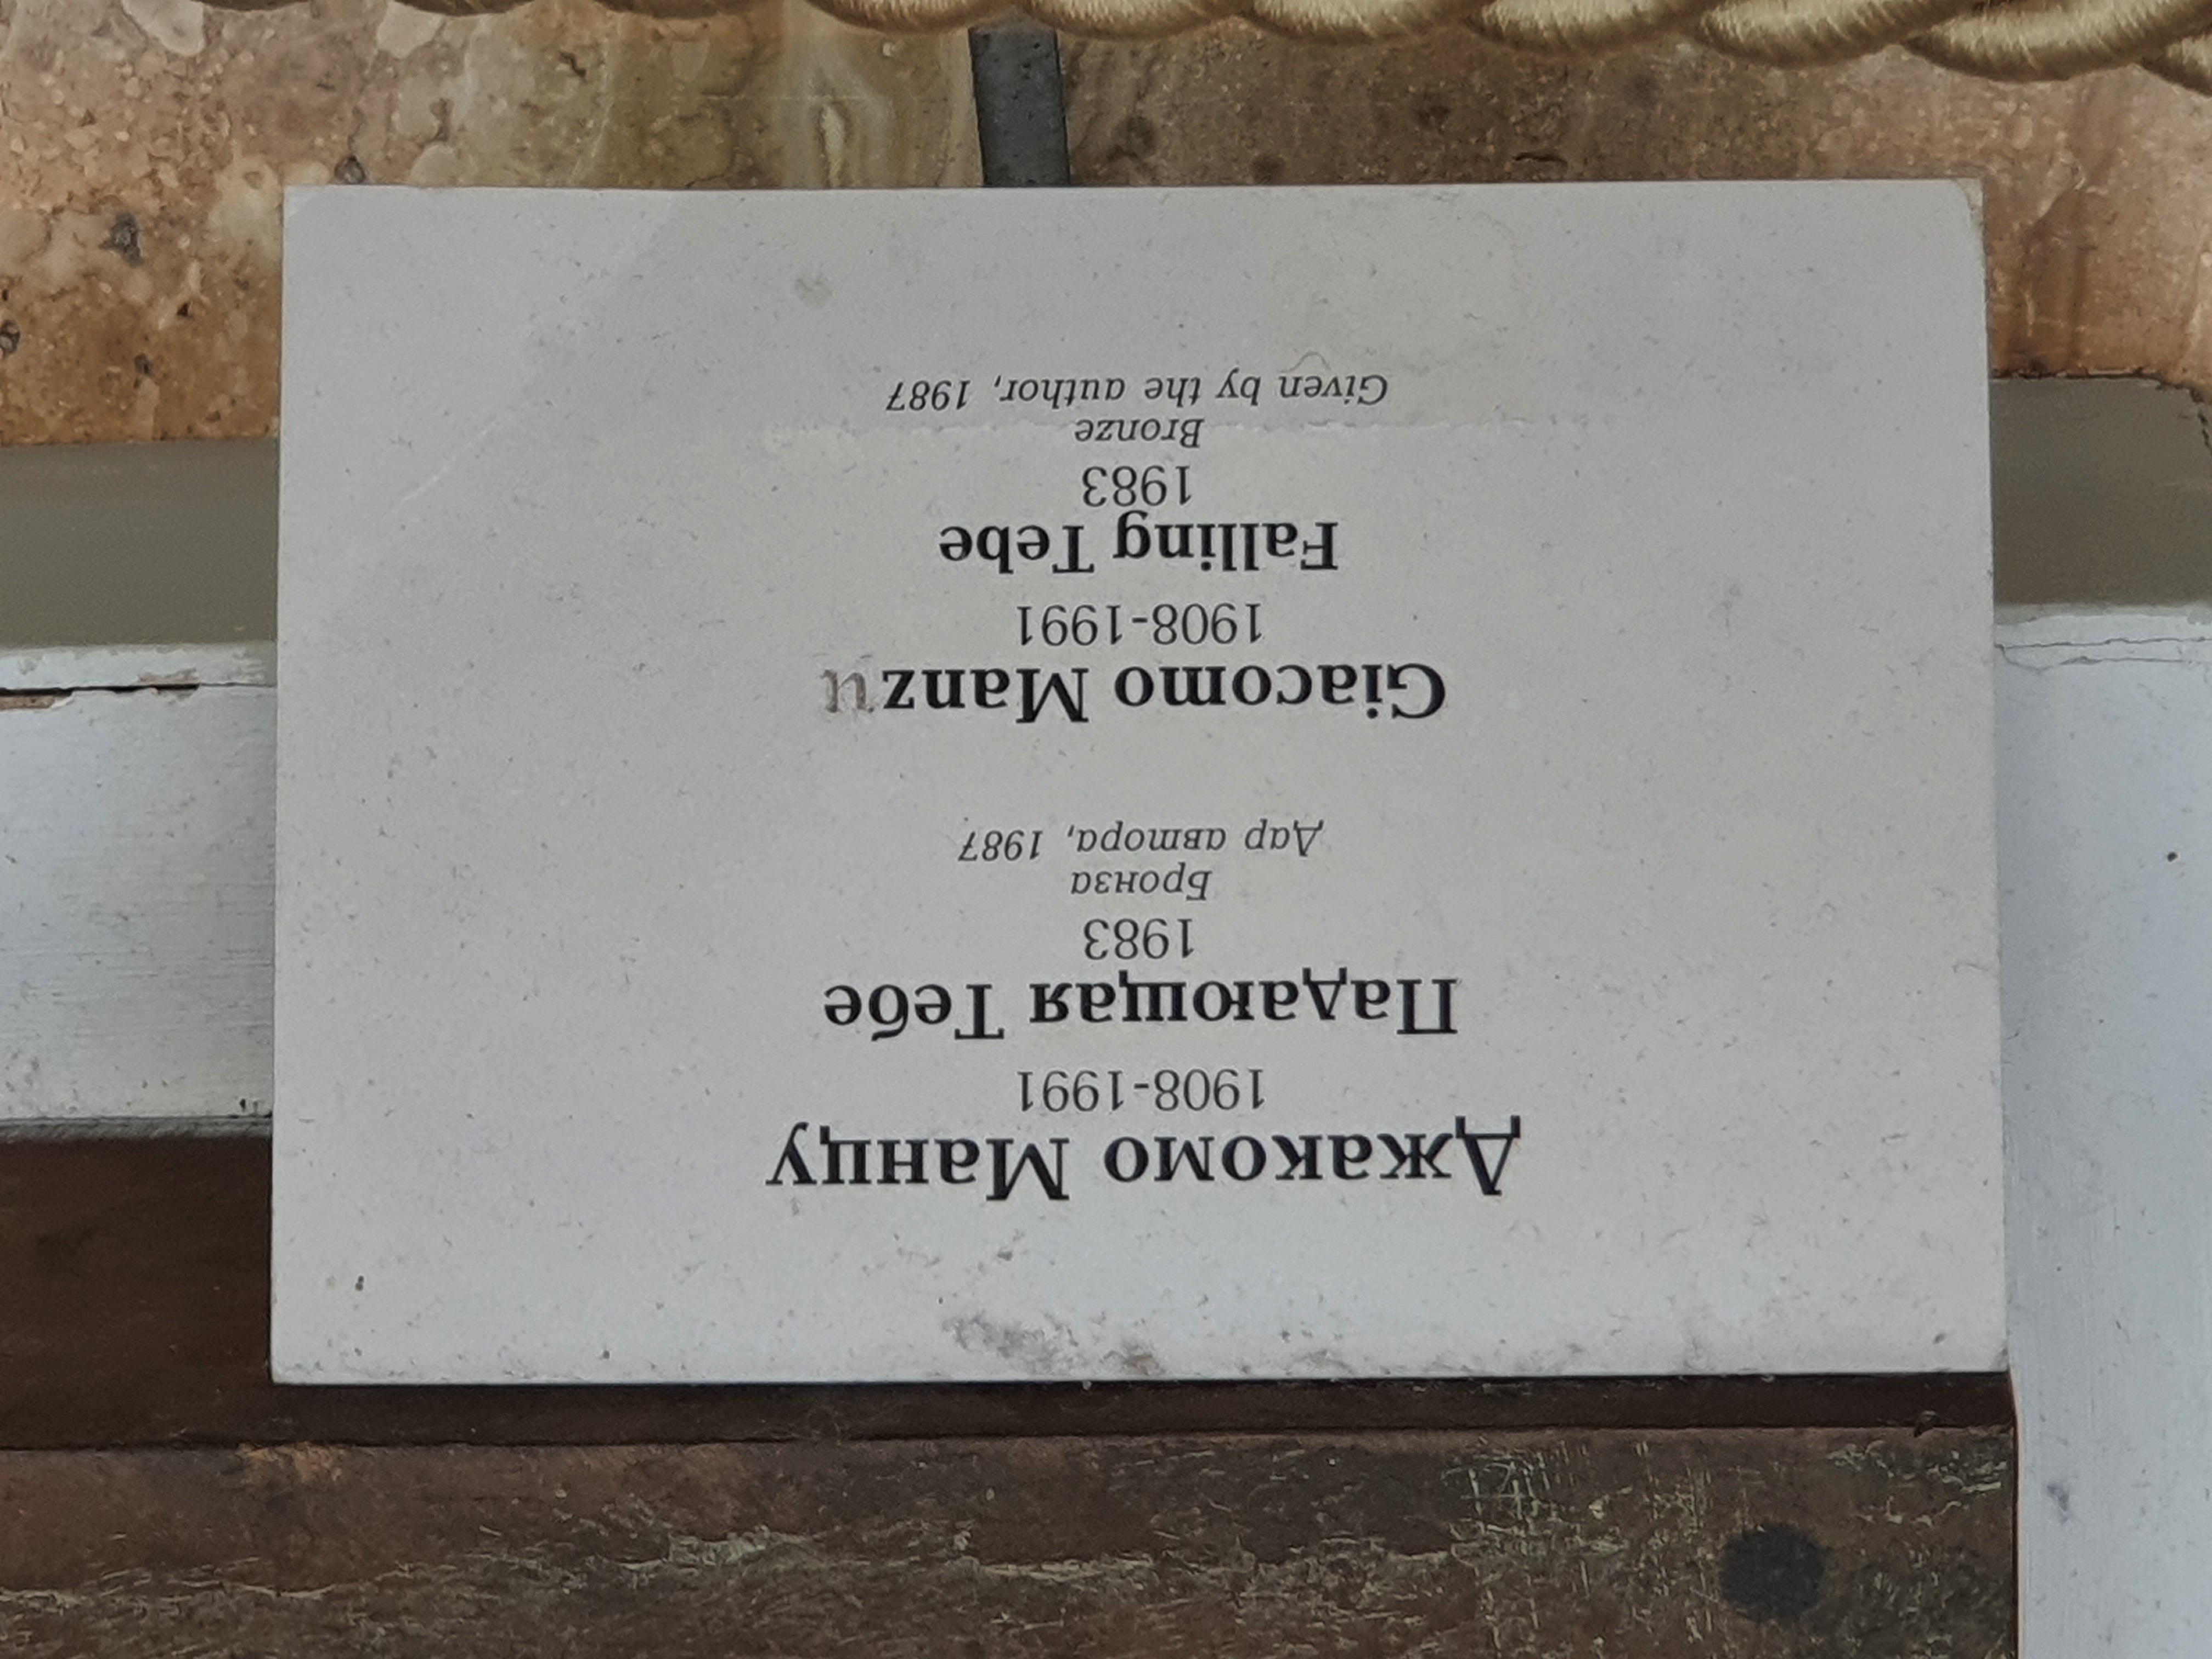 Джакомо Манцу
1908-1991
Падающая Тебе
1983
Бронза
Дар автора, 1987
Giacomo Manzu
1908-1991
Falling Tebe
1983
Bronze
Given by the author, 1987